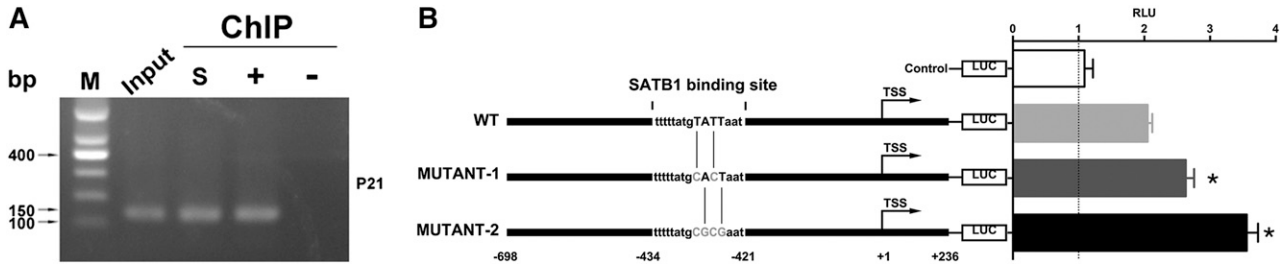 A
ChIP
bp M Input S + -
400
150
100
P21
B
RLU
0 1 2 3 4
Control LUC
SATB1 binding site
TSS
WT tttttatgTATTaat LUC
TSS
MUTANT-1 tttttatgCACTaat LUC *
TSS
MUTANT-2 tttttatgCGCGaat LUC *
-698 -434 -421 +1 +236